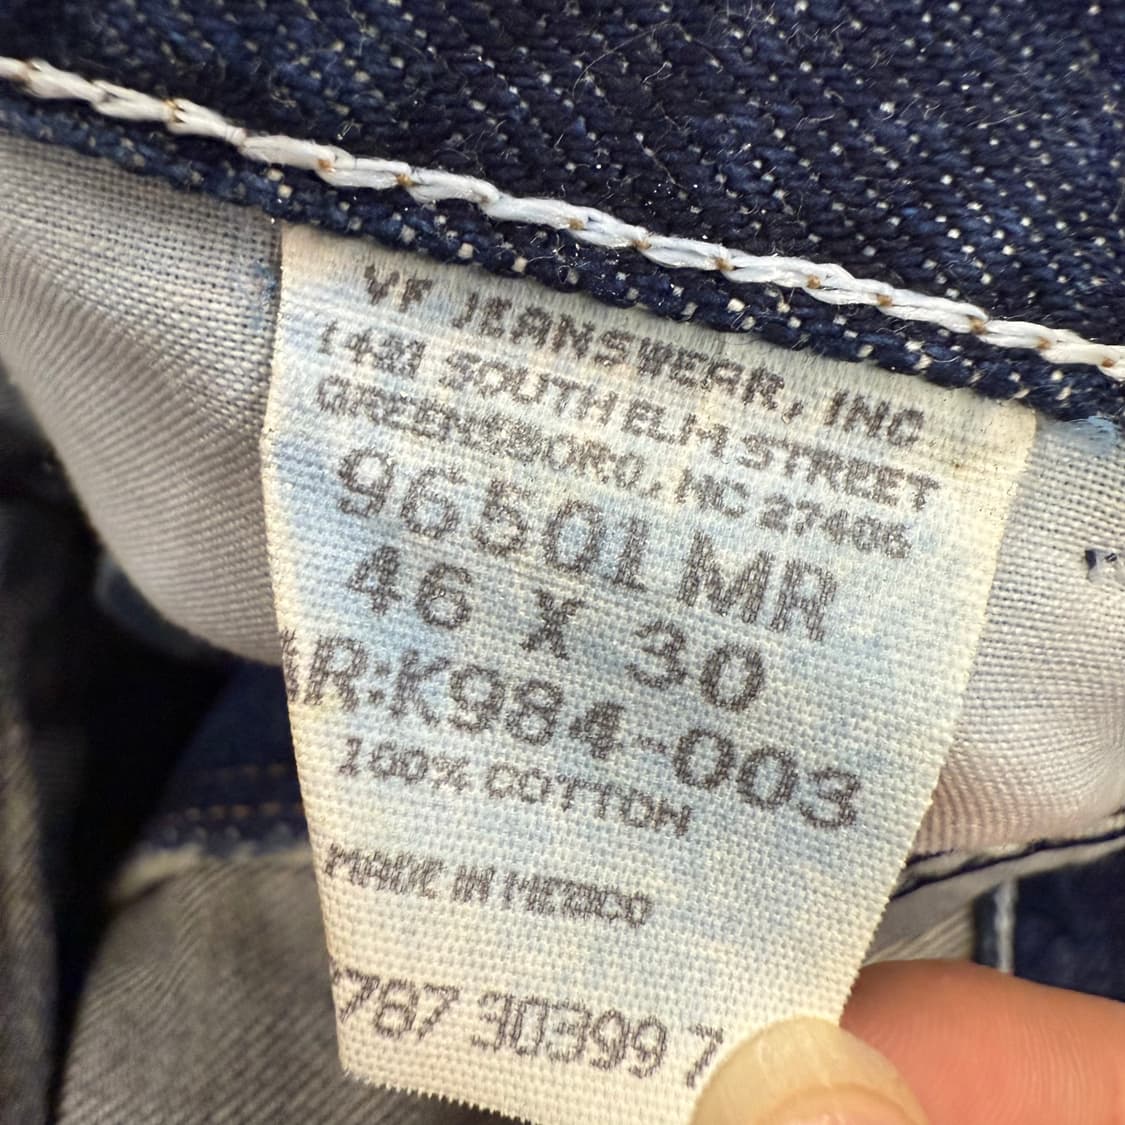 VF JEANSWEAR, INC
SOUTH ELM STREET
GREENSBORO, NC 27406
96501MR
46 X 30
R:K984-003
100% COTTON
MADE IN MEXICO
787 30399 7